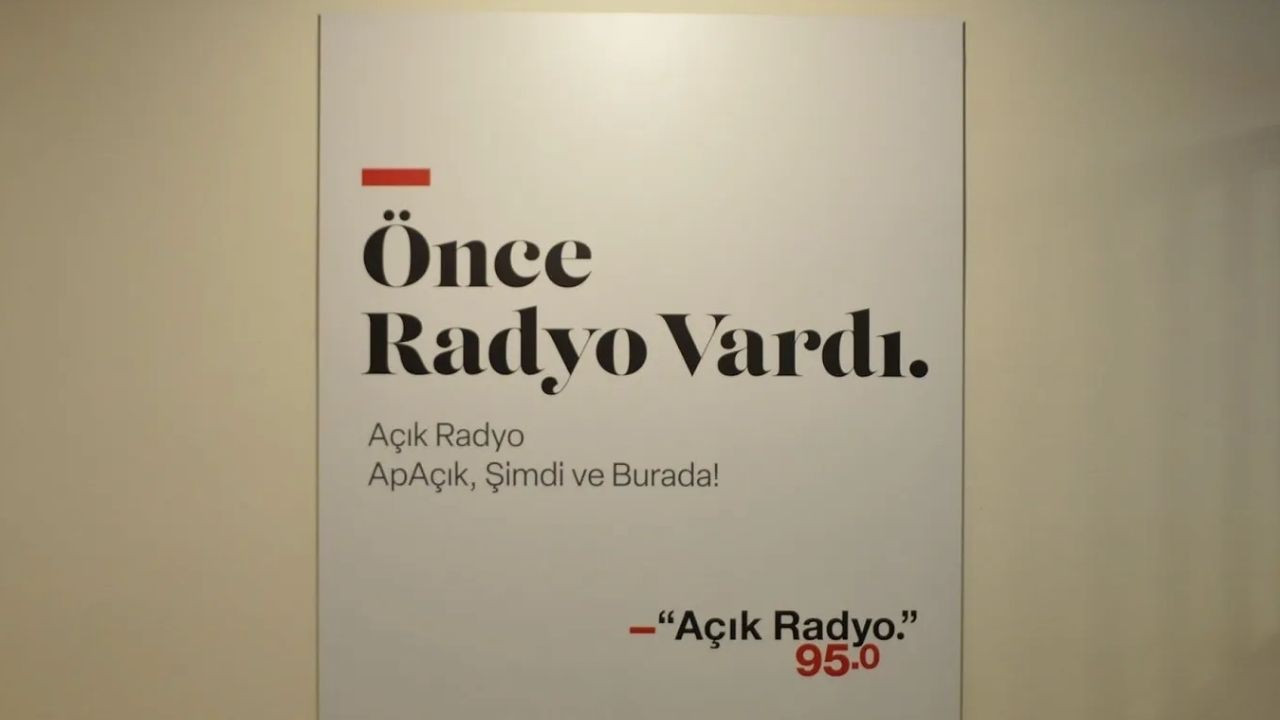 Önce
Radyo Vardı.
Açık Radyo
ApAçık, Şimdi ve Burada!
–“Açık Radyo.”
95.0